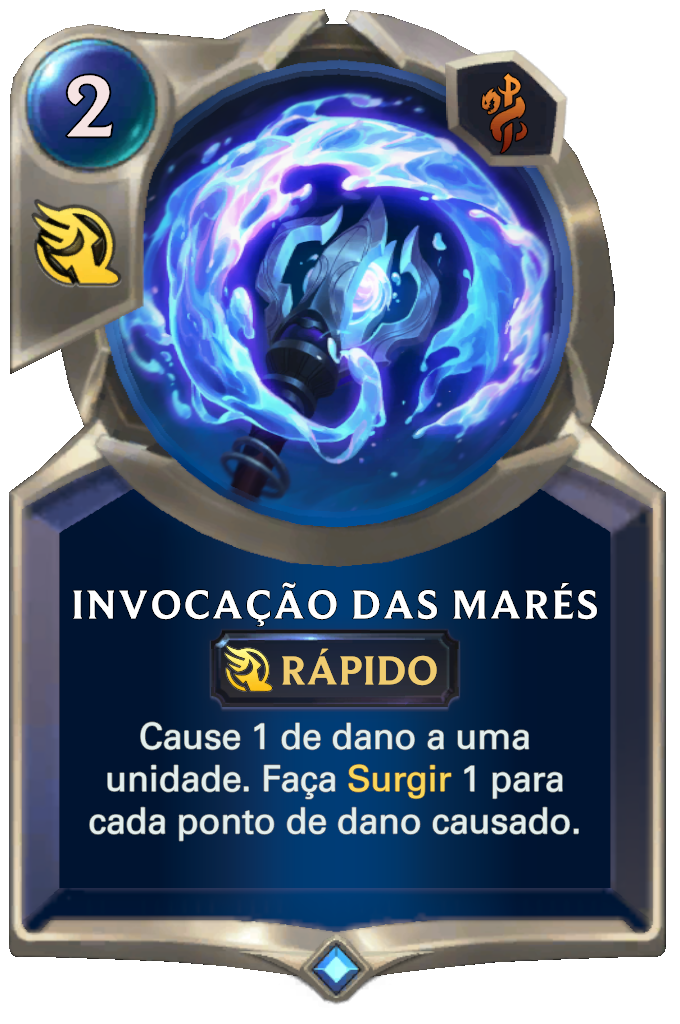 2
INVOCAÇÃO DAS MARÉS
RÁPIDO
Cause 1 de dano a uma
unidade. Faça Surgir 1 para
cada ponto de dano causado.